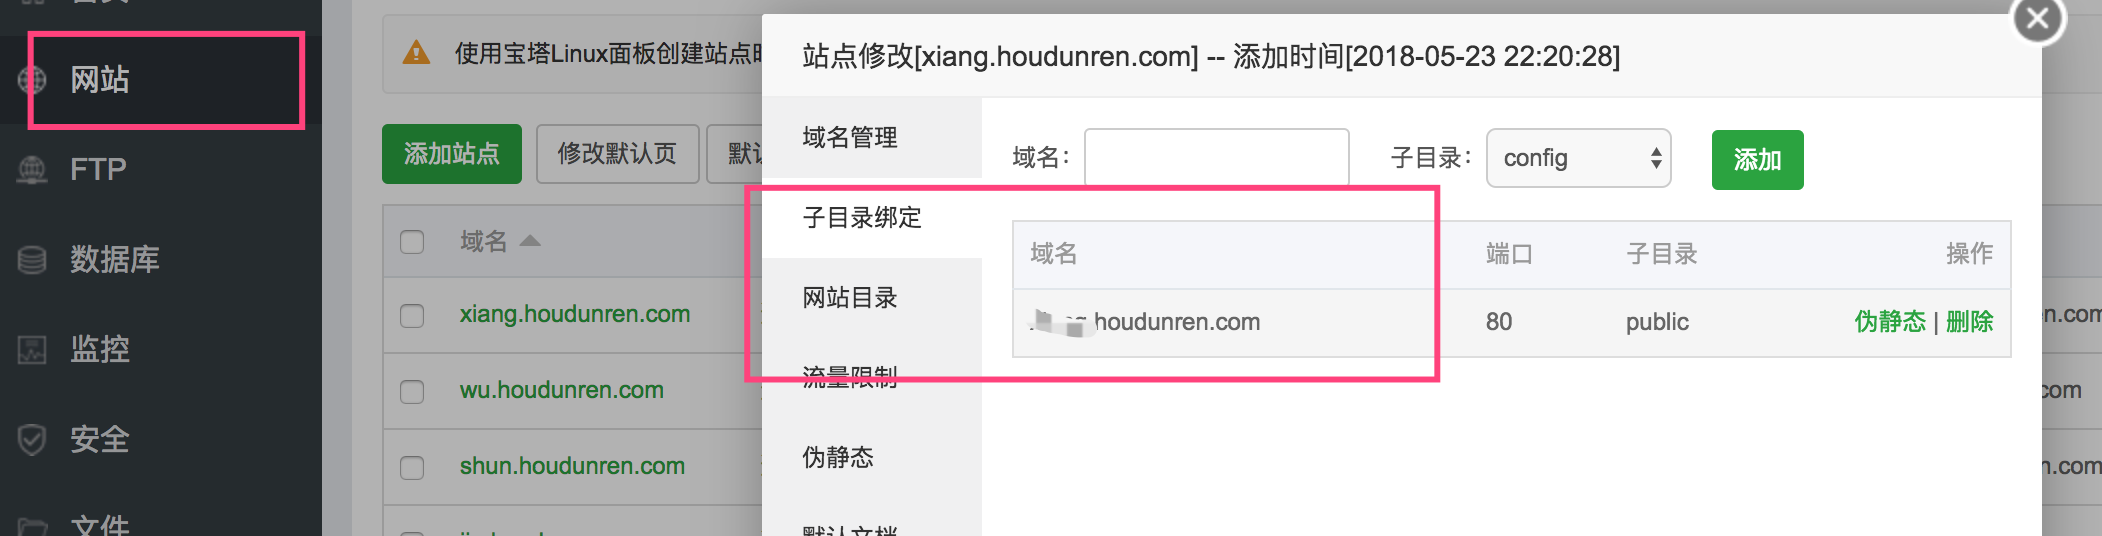 网站
FTP
数据库
监控
安全
文件
使用宝塔Linux面板创建站点
添加站点
修改默认页
域名
xiang.houdunren.com
wu.houdunren.com
shun.houdunren.com
站点修改[xiang.houdunren.com] -- 添加时间[2018-05-23 22:20:28]
域名管理
子目录绑定
网站目录
流量限制
伪静态
默认文档
域名：
子目录：
config
添加
域名 端口 子目录 操作
houdunren.com 80 public 伪静态 | 删除
n.com
com
n.com